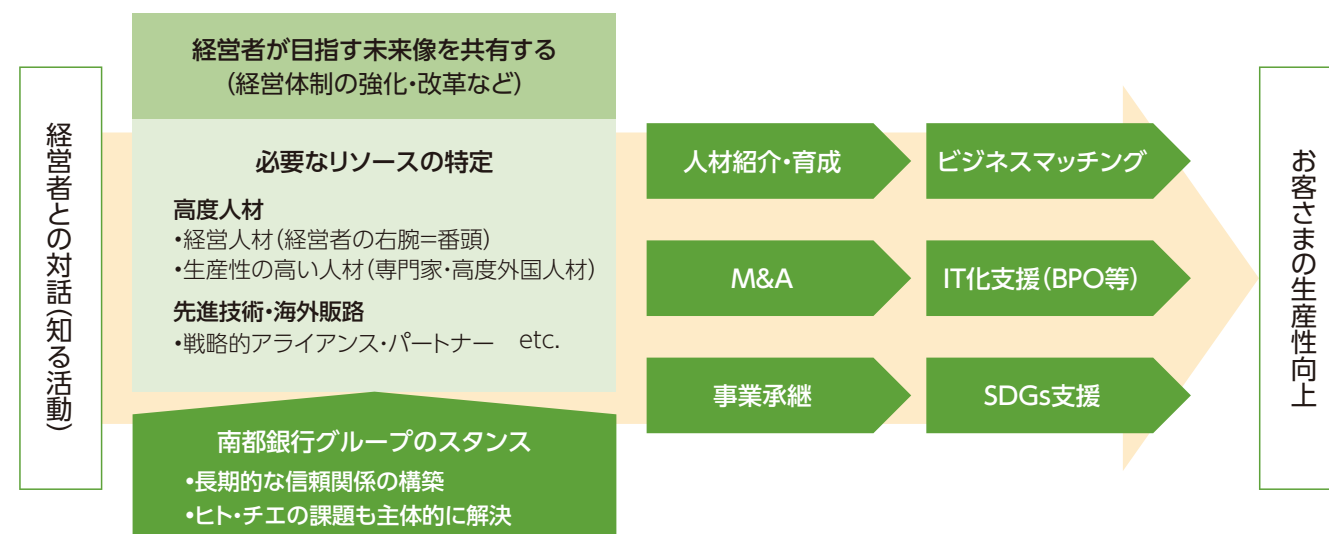 経営者との対話(知る活動)
経営者が目指す未来像を共有する
(経営体制の強化・改革など)
必要なリソースの特定
高度人材
•経営人材(経営者の右腕=番頭)
•生産性の高い人材(専門家・高度外国人材)
先進技術・海外販路
•戦略的アライアンス・パートナー etc.
南都銀行グループのスタンス
•長期的な信頼関係の構築
•ヒト・チエの課題も主体的に解決
人材紹介・育成
ビジネスマッチング
M&A
IT化支援(BPO等)
事業承継
SDGs支援
お客さまの生産性向上